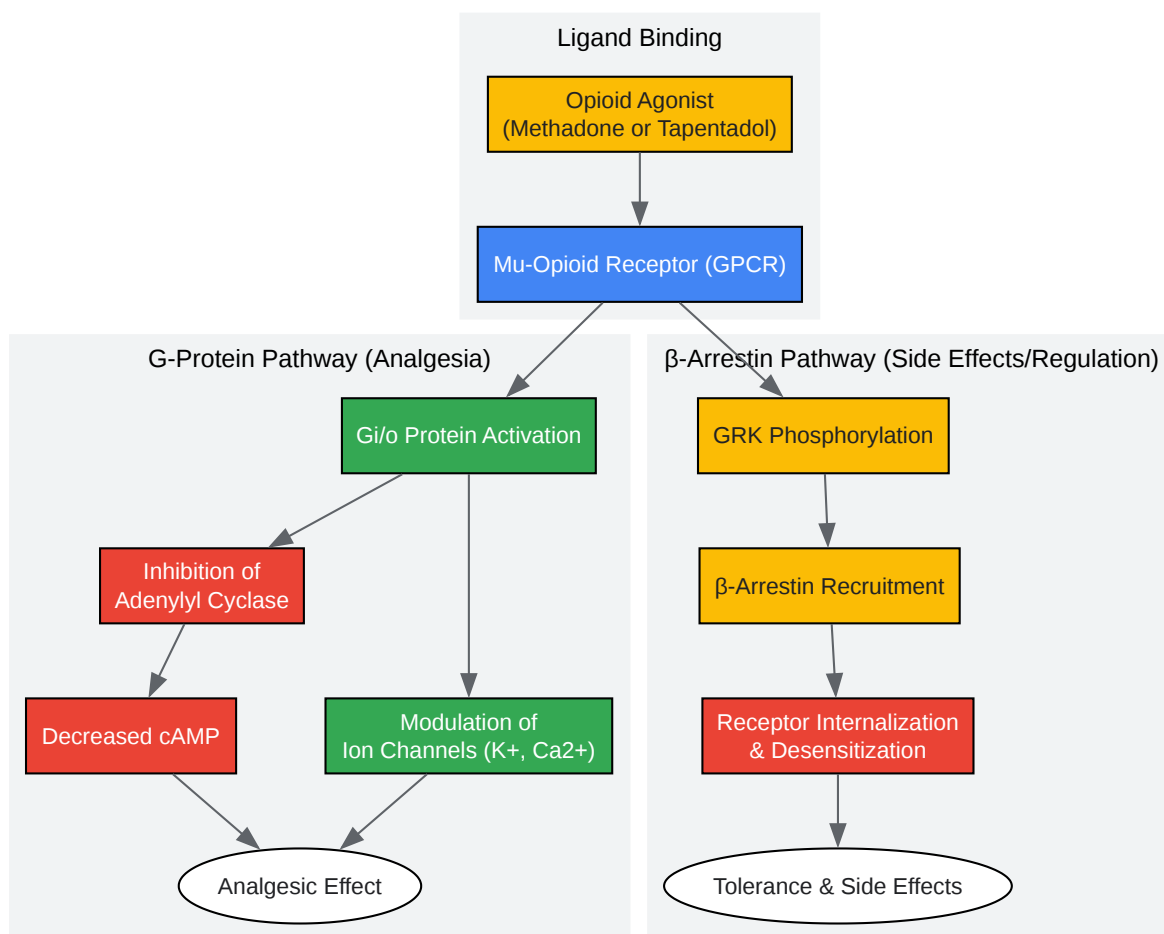 Ligand Binding
Opioid Agonist
(Methadone or Tapentadol)
Mu-Opioid Receptor (GPCR)
G-Protein Pathway (Analgesia)
Gi/o Protein Activation
Inhibition of
Adenylyl Cyclase
Decreased cAMP
Modulation of
Ion Channels (K+, Ca2+)
Analgesic Effect
β-Arrestin Pathway (Side Effects/Regulation)
GRK Phosphorylation
β-Arrestin Recruitment
Receptor Internalization
& Desensitization
Tolerance & Side Effects